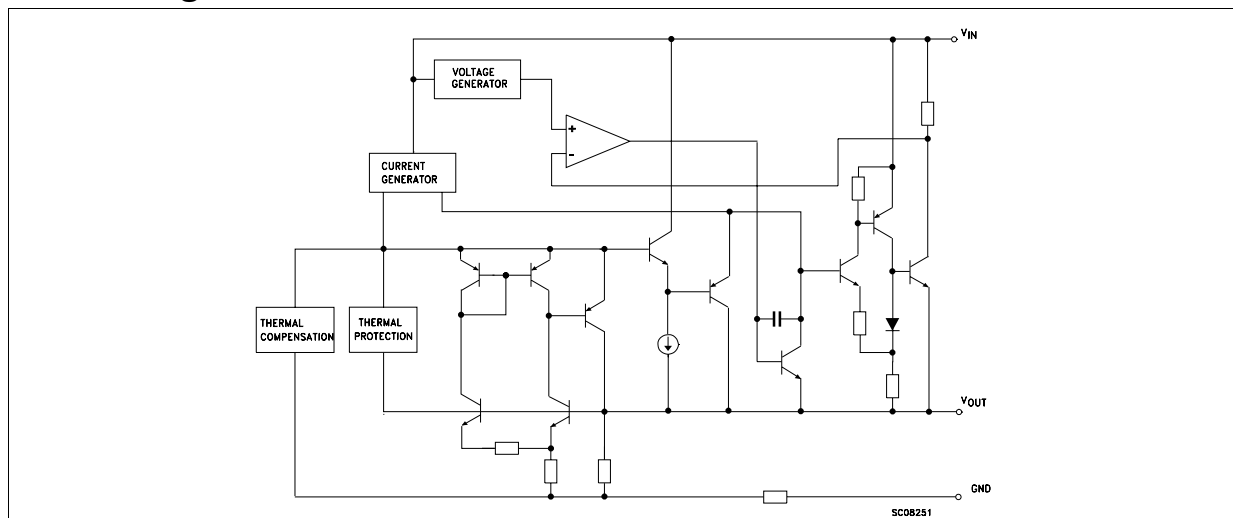 VIN
VOLTAGE
GENERATOR
+
-
CURRENT
GENERATOR
THERMAL
COMPENSATION
THERMAL
PROTECTION
VOUT
GND
SC08251